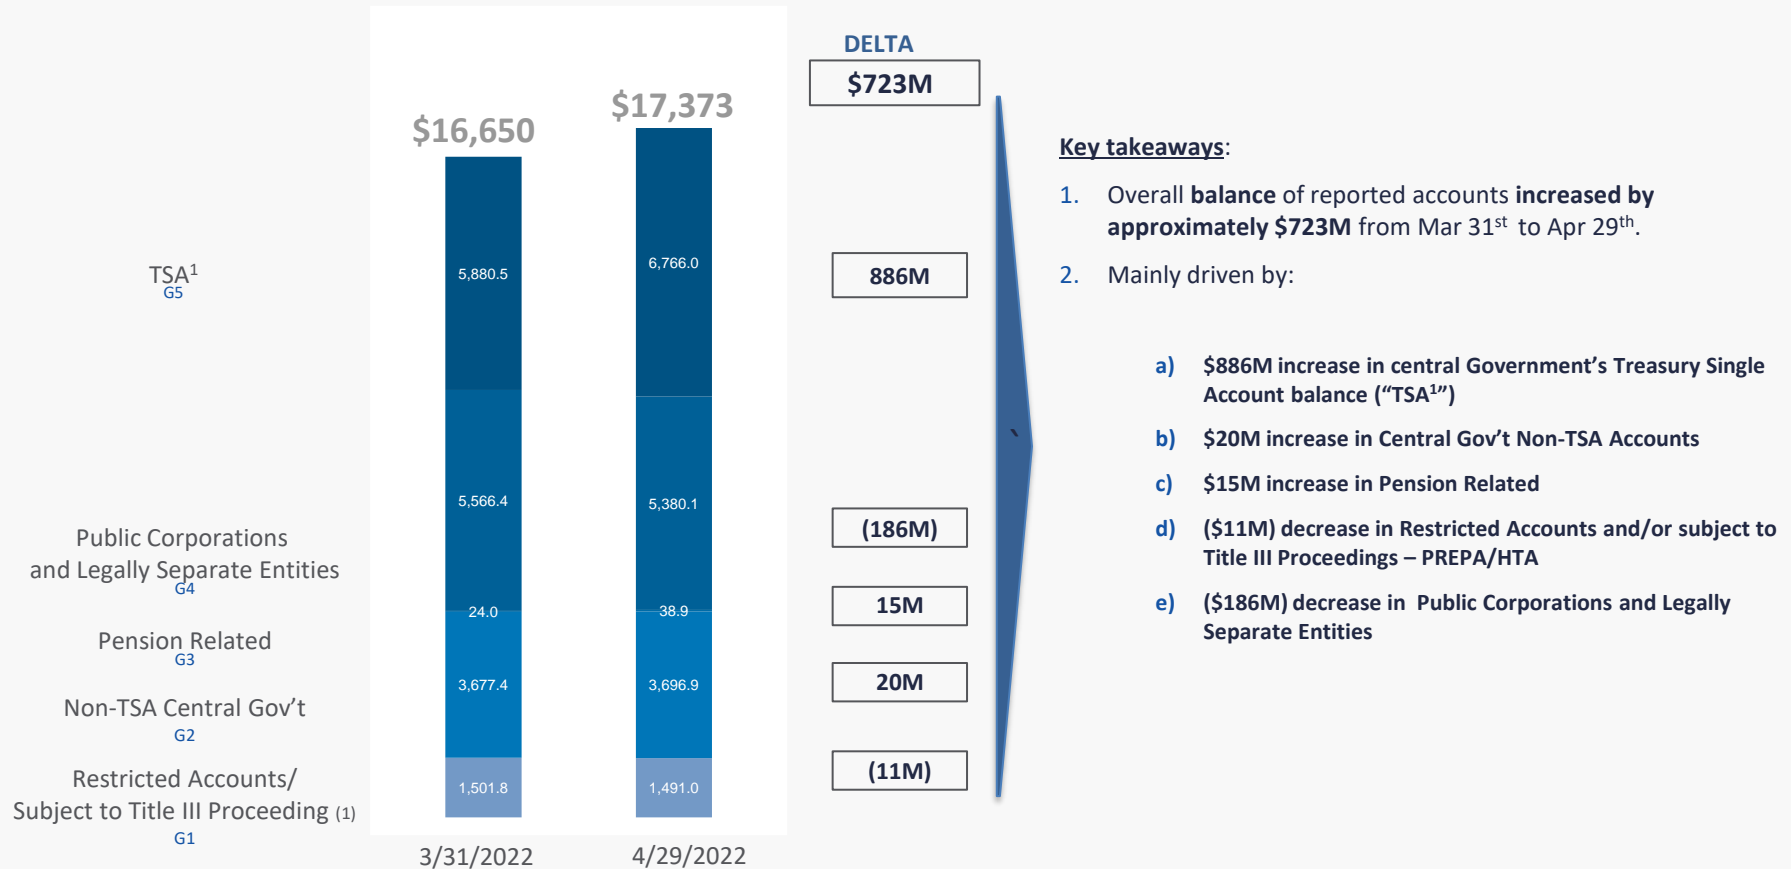 DELTA
$723M
$16,650
$17,373
TSA1
G5
5,880.5
6,766.0
886M
5,566.4
5,380.1
Public Corporations
and Legally Separate Entities
G4
(186M)
24.0
38.9
15M
Pension Related
G3
3,677.4
3,696.9
20M
Non-TSA Central Gov't
G2
Restricted Accounts/
Subject to Title III Proceeding (1)
G1
1,501.8
1,491.0
(11M)
3/31/2022
4/29/2022
`
Key takeaways:
1. Overall balance of reported accounts increased by
approximately $723M from Mar 31st to Apr 29th.
2. Mainly driven by:
a) $886M increase in central Government's Treasury Single
Account balance ("TSA1")
b) $20M increase in Central Gov't Non-TSA Accounts
c) $15M increase in Pension Related
d) ($11M) decrease in Restricted Accounts and/or subject to
Title III Proceedings – PREPA/HTA
e) ($186M) decrease in Public Corporations and Legally
Separate Entities